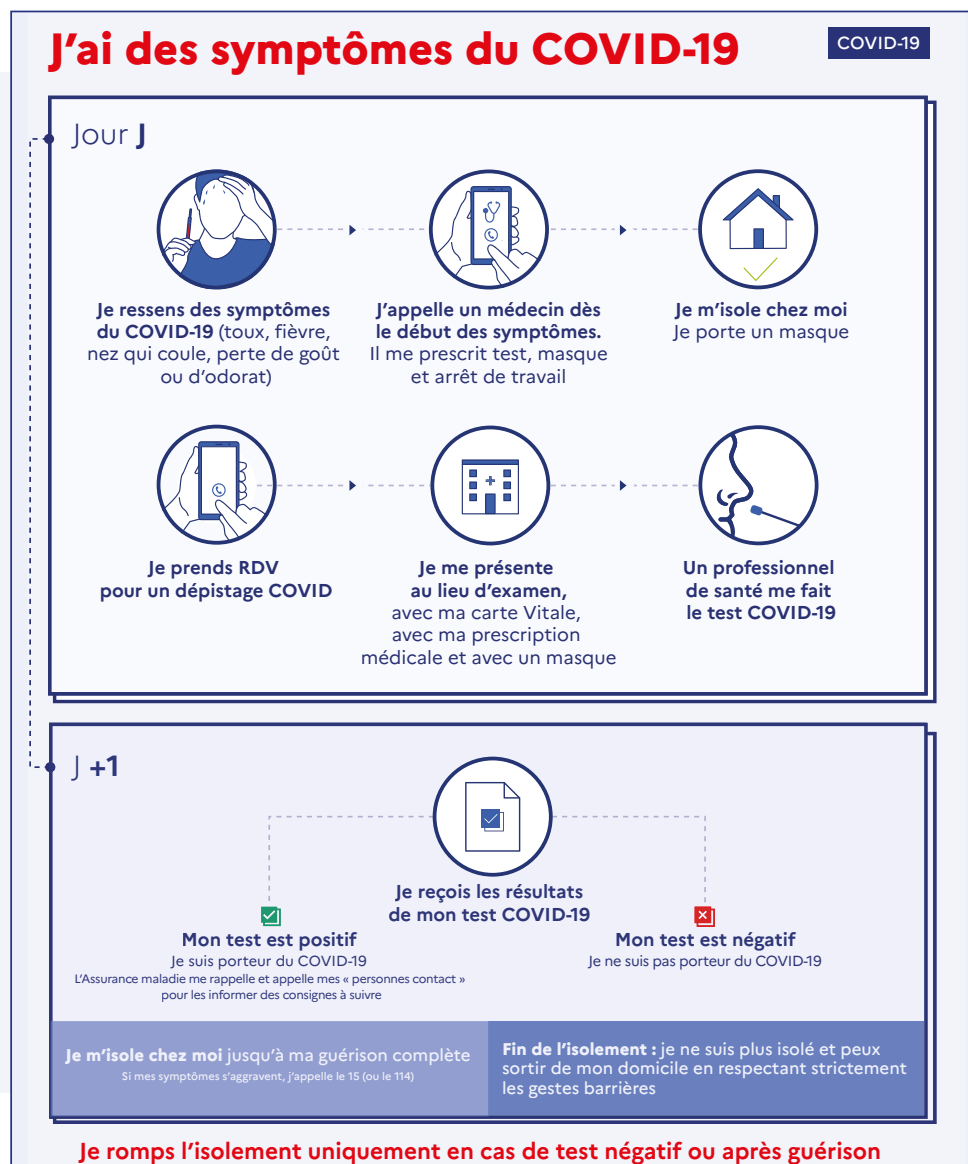 J'ai des symptômes du COVID-19
COVID-19
Jour J
Je ressens des symptômes
du COVID-19 (toux, fièvre,
nez qui coule, perte de goût
ou d'odorat)
J'appelle un médecin dès
le début des symptômes.
Il me prescrit test, masque
et arrêt de travail
Je m'isole chez moi
Je porte un masque
Je prends RDV
pour un dépistage COVID
Je me présente
au lieu d'examen,
avec ma carte Vitale,
avec ma prescription
médicale et avec un masque
Un professionnel
de santé me fait
le test COVID-19
J +1
Je reçois les résultats
de mon test COVID-19
Mon test est positif
Je suis porteur du COVID-19
L'Assurance maladie me rappelle et appelle mes « personnes contact »
pour les informer des consignes à suivre
Mon test est négatif
Je ne suis pas porteur du COVID-19
Je m'isole chez moi jusqu'à ma guérison complète
Si mes symptômes s'aggravent, j'appelle le 15 (ou le 114)
Fin de l'isolement : je ne suis plus isolé et peux
sortir de mon domicile en respectant strictement
les gestes barrières
Je romps l'isolement uniquement en cas de test négatif ou après guérison